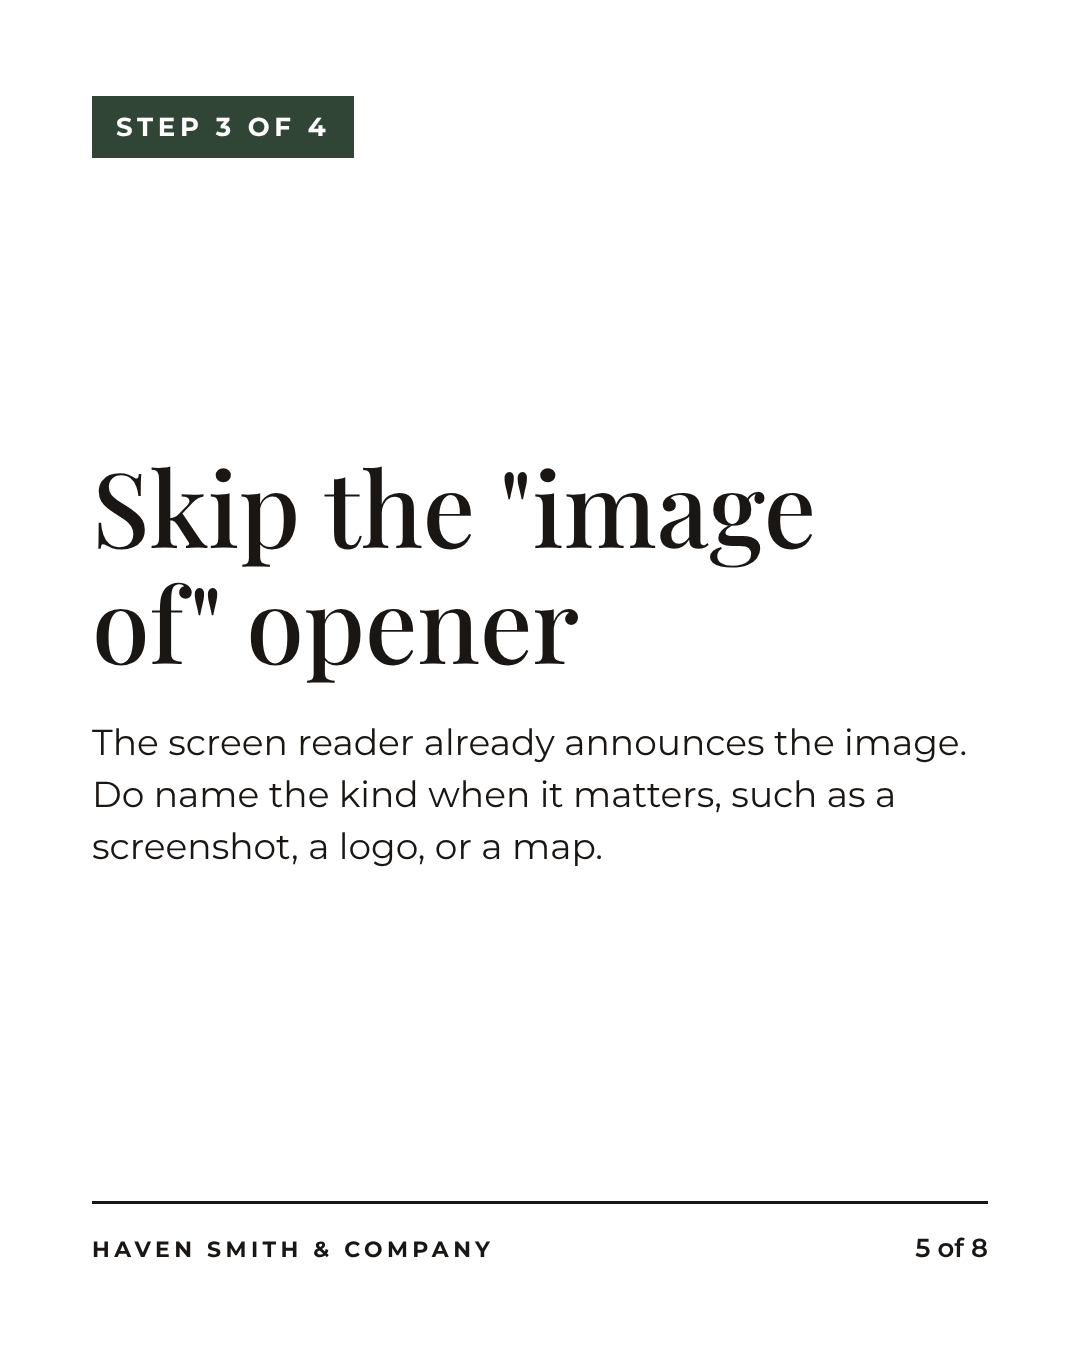 STEP 3 OF 4
Skip the "image
of" opener
The screen reader already announces the image.
Do name the kind when it matters, such as a
screenshot, a logo, or a map.
HAVEN SMITH & COMPANY
5 of 8